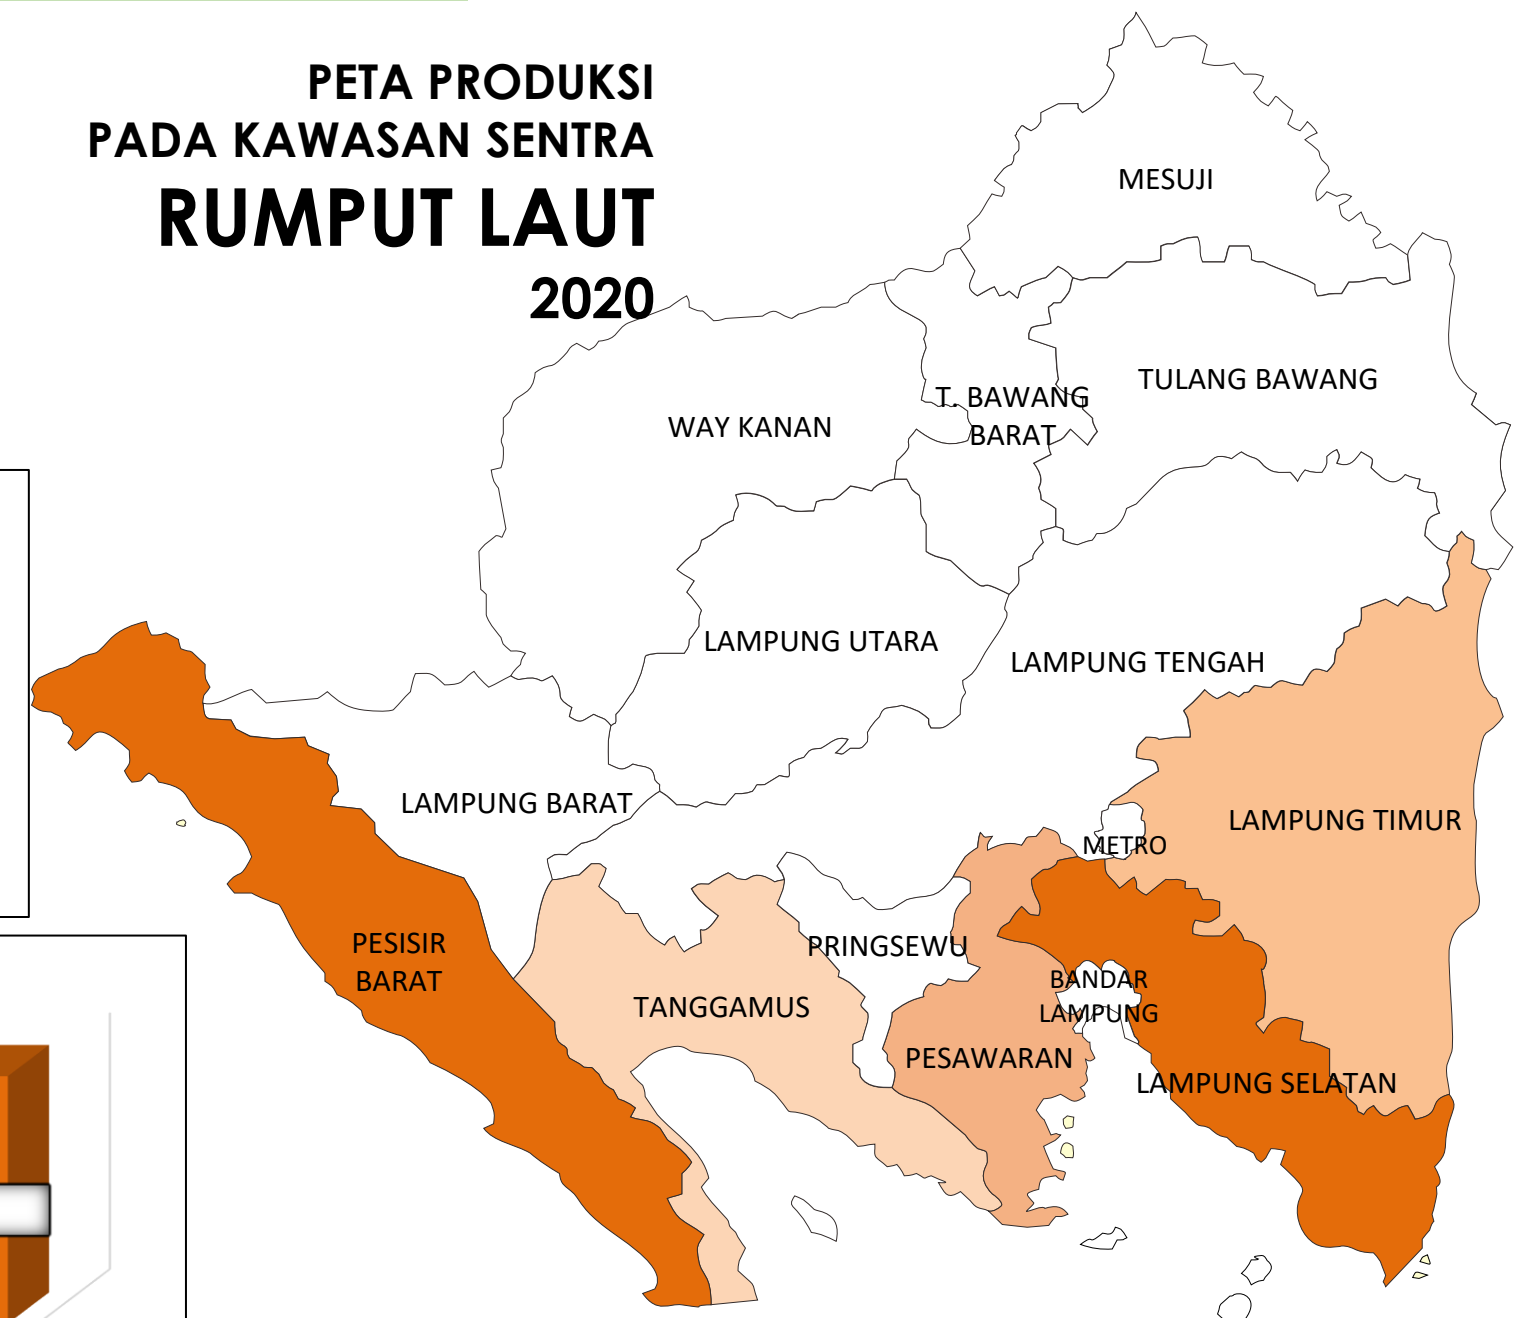 PETA PRODUKSI
PADA KAWASAN SENTRA
RUMPUT LAUT
2020
MESUJI
TULANG BAWANG
T. BAWANG
BARAT
WAY KANAN
LAMPUNG UTARA
LAMPUNG TENGAH
LAMPUNG BARAT
LAMPUNG TIMUR
METRO
PESISIR
BARAT
PRINGSEWU
TANGGAMUS
BANDAR
LAMPUNG
PESAWARAN
LAMPUNG SELATAN